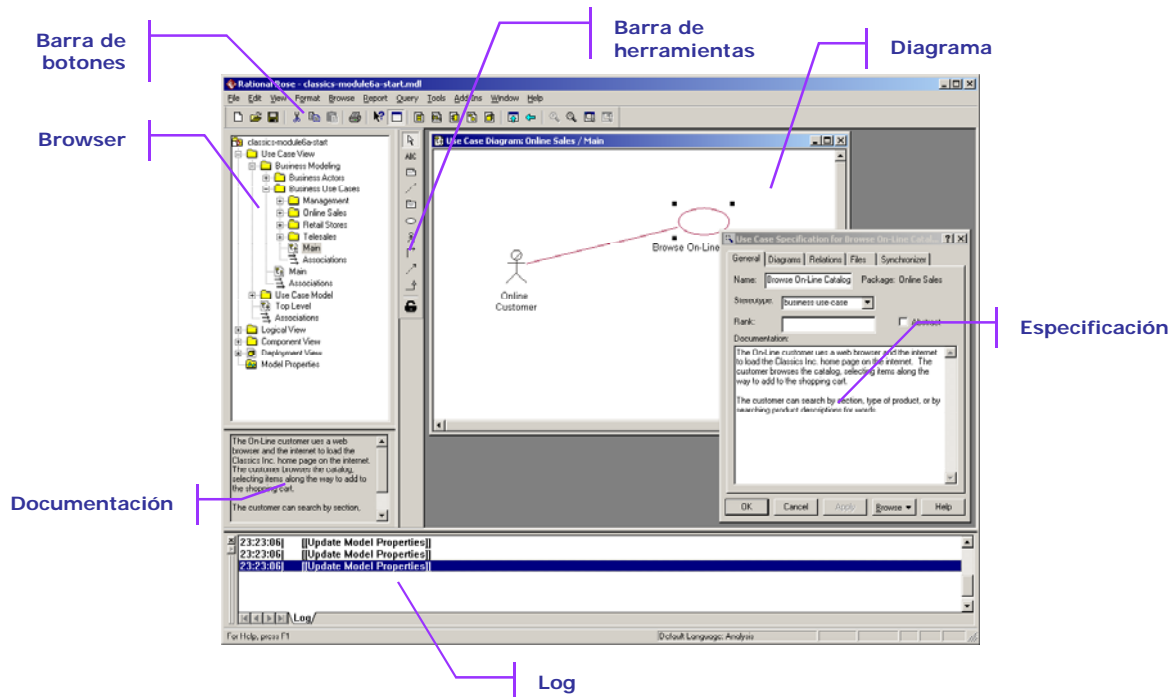 Barra de
botones
Barra de
herramientas
Diagrama
Browser
Especificación
Documentación
Log
Rational Rose - classics-module6a-start.mdl
File Edit View Format Browse Report Query Tools Add-Ins Window Help
classics-module6a-start
Use Case View
Business Modeling
Business Actors
Business Use Cases
Management
Online Sales
Retail Stores
Telesales
Main
Associations
Main
Associations
Use Case Model
Top Level
Associations
Logical View
Component View
Deployment View
Model Properties
ABC
Use Case Diagram: Online Sales / Main
Browse On-Line
Online
Customer
Use Case Specification for Browse On-Line Catal...
General Diagrams Relations Files Synchronizer
Name: Browse On-Line Catalog Package: Online Sales
Stereotype: business use-case
Rank: Abstract
Documentation:
The On-Line customer ues a web browser and the internet
to load the Classics Inc. home page on the internet. The
customer browses the catalog, selecting items along the
way to add to the shopping cart.
The customer can search by section, type of product, or by
searching product descriptions for words
OK Cancel Apply Browse Help
The On-Line customer ues a web
browser and the internet to load the
Classics Inc. home page on the internet.
The customer browses the catalog,
selecting items along the way to add to
the shopping cart.
The customer can search by section,
23:23:06| [[Update Model Properties]]
23:23:06| [[Update Model Properties]]
23:23:06| [[Update Model Properties]]
Log
For Help, press F1
Default Language: Analysis